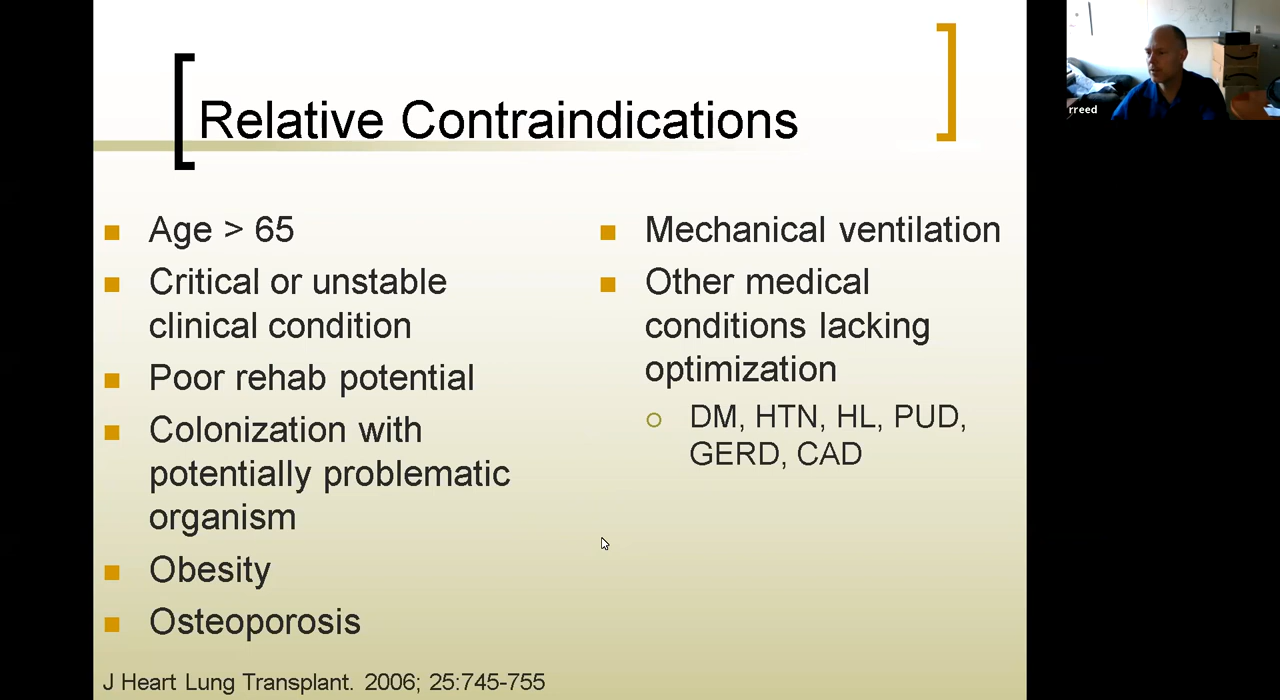 Relative Contraindications
Age > 65
Critical or unstable
clinical condition
Poor rehab potential
Colonization with
potentially problematic
organism
Obesity
Osteoporosis
Mechanical ventilation
Other medical
conditions lacking
optimization
DM, HTN, HL, PUD,
GERD, CAD
J Heart Lung Transplant. 2006; 25:745-755
rreed